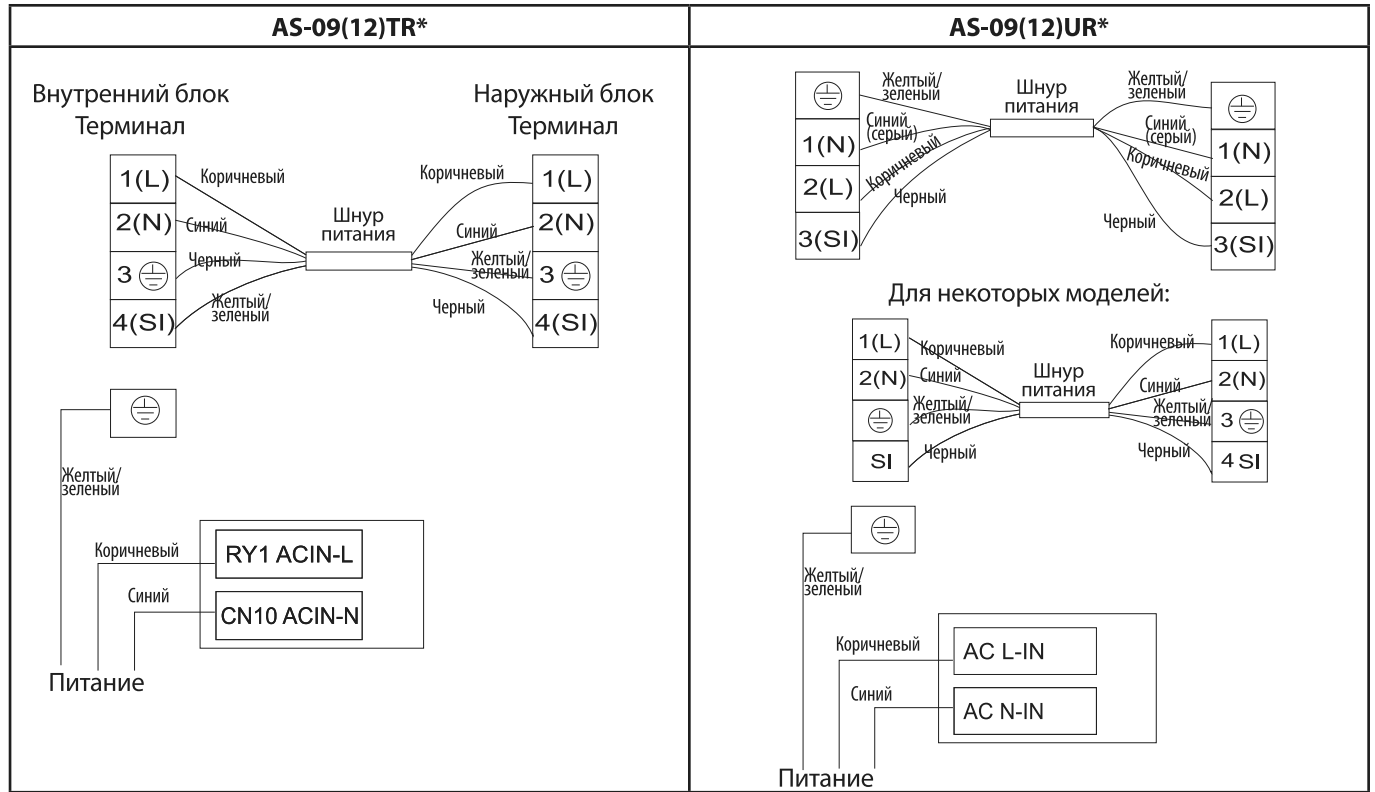 AS-09(12)TR*
Внутренний блок
Терминал
Наружный блок
Терминал
1(L)
2(N)
3
4(SI)
Коричневый
Синий
Черный
Желтый/
зеленый
Шнур
питания
Коричневый
Синий
Желтый/
зеленый
Черный
1(L)
2(N)
3
4(SI)
Желтый/
зеленый
Коричневый
Синий
RY1 ACIN-L
CN10 ACIN-N
Питание
AS-09(12)UR*
1(N)
2(L)
3(SI)
Желтый/
зеленый
Синий
(серый)
Коричневый
Черный
Шнур
питания
Желтый/
зеленый
Синий
(серый)
Коричневый
Черный
1(N)
2(L)
3(SI)
Для некоторых моделей:
1(L)
2(N)
SI
Коричневый
Синий
Желтый/
зеленый
Черный
Шнур
питания
Коричневый
Синий
Желтый/
зеленый
Черный
1(L)
2(N)
3
4 SI
Желтый/
зеленый
Коричневый
Синий
AC L-IN
AC N-IN
Питание